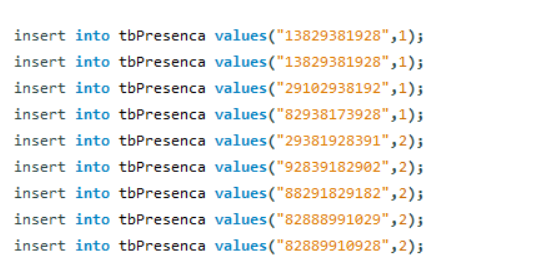 insert into tbPresenca values("13829381928",1);
insert into tbPresenca values("13829381928",1);
insert into tbPresenca values("29102938192",1);
insert into tbPresenca values("82938173928",1);
insert into tbPresenca values("29381928391",2);
insert into tbPresenca values("92839182902",2);
insert into tbPresenca values("88291829182",2);
insert into tbPresenca values("82888991029",2);
insert into tbPresenca values("82889910928",2);